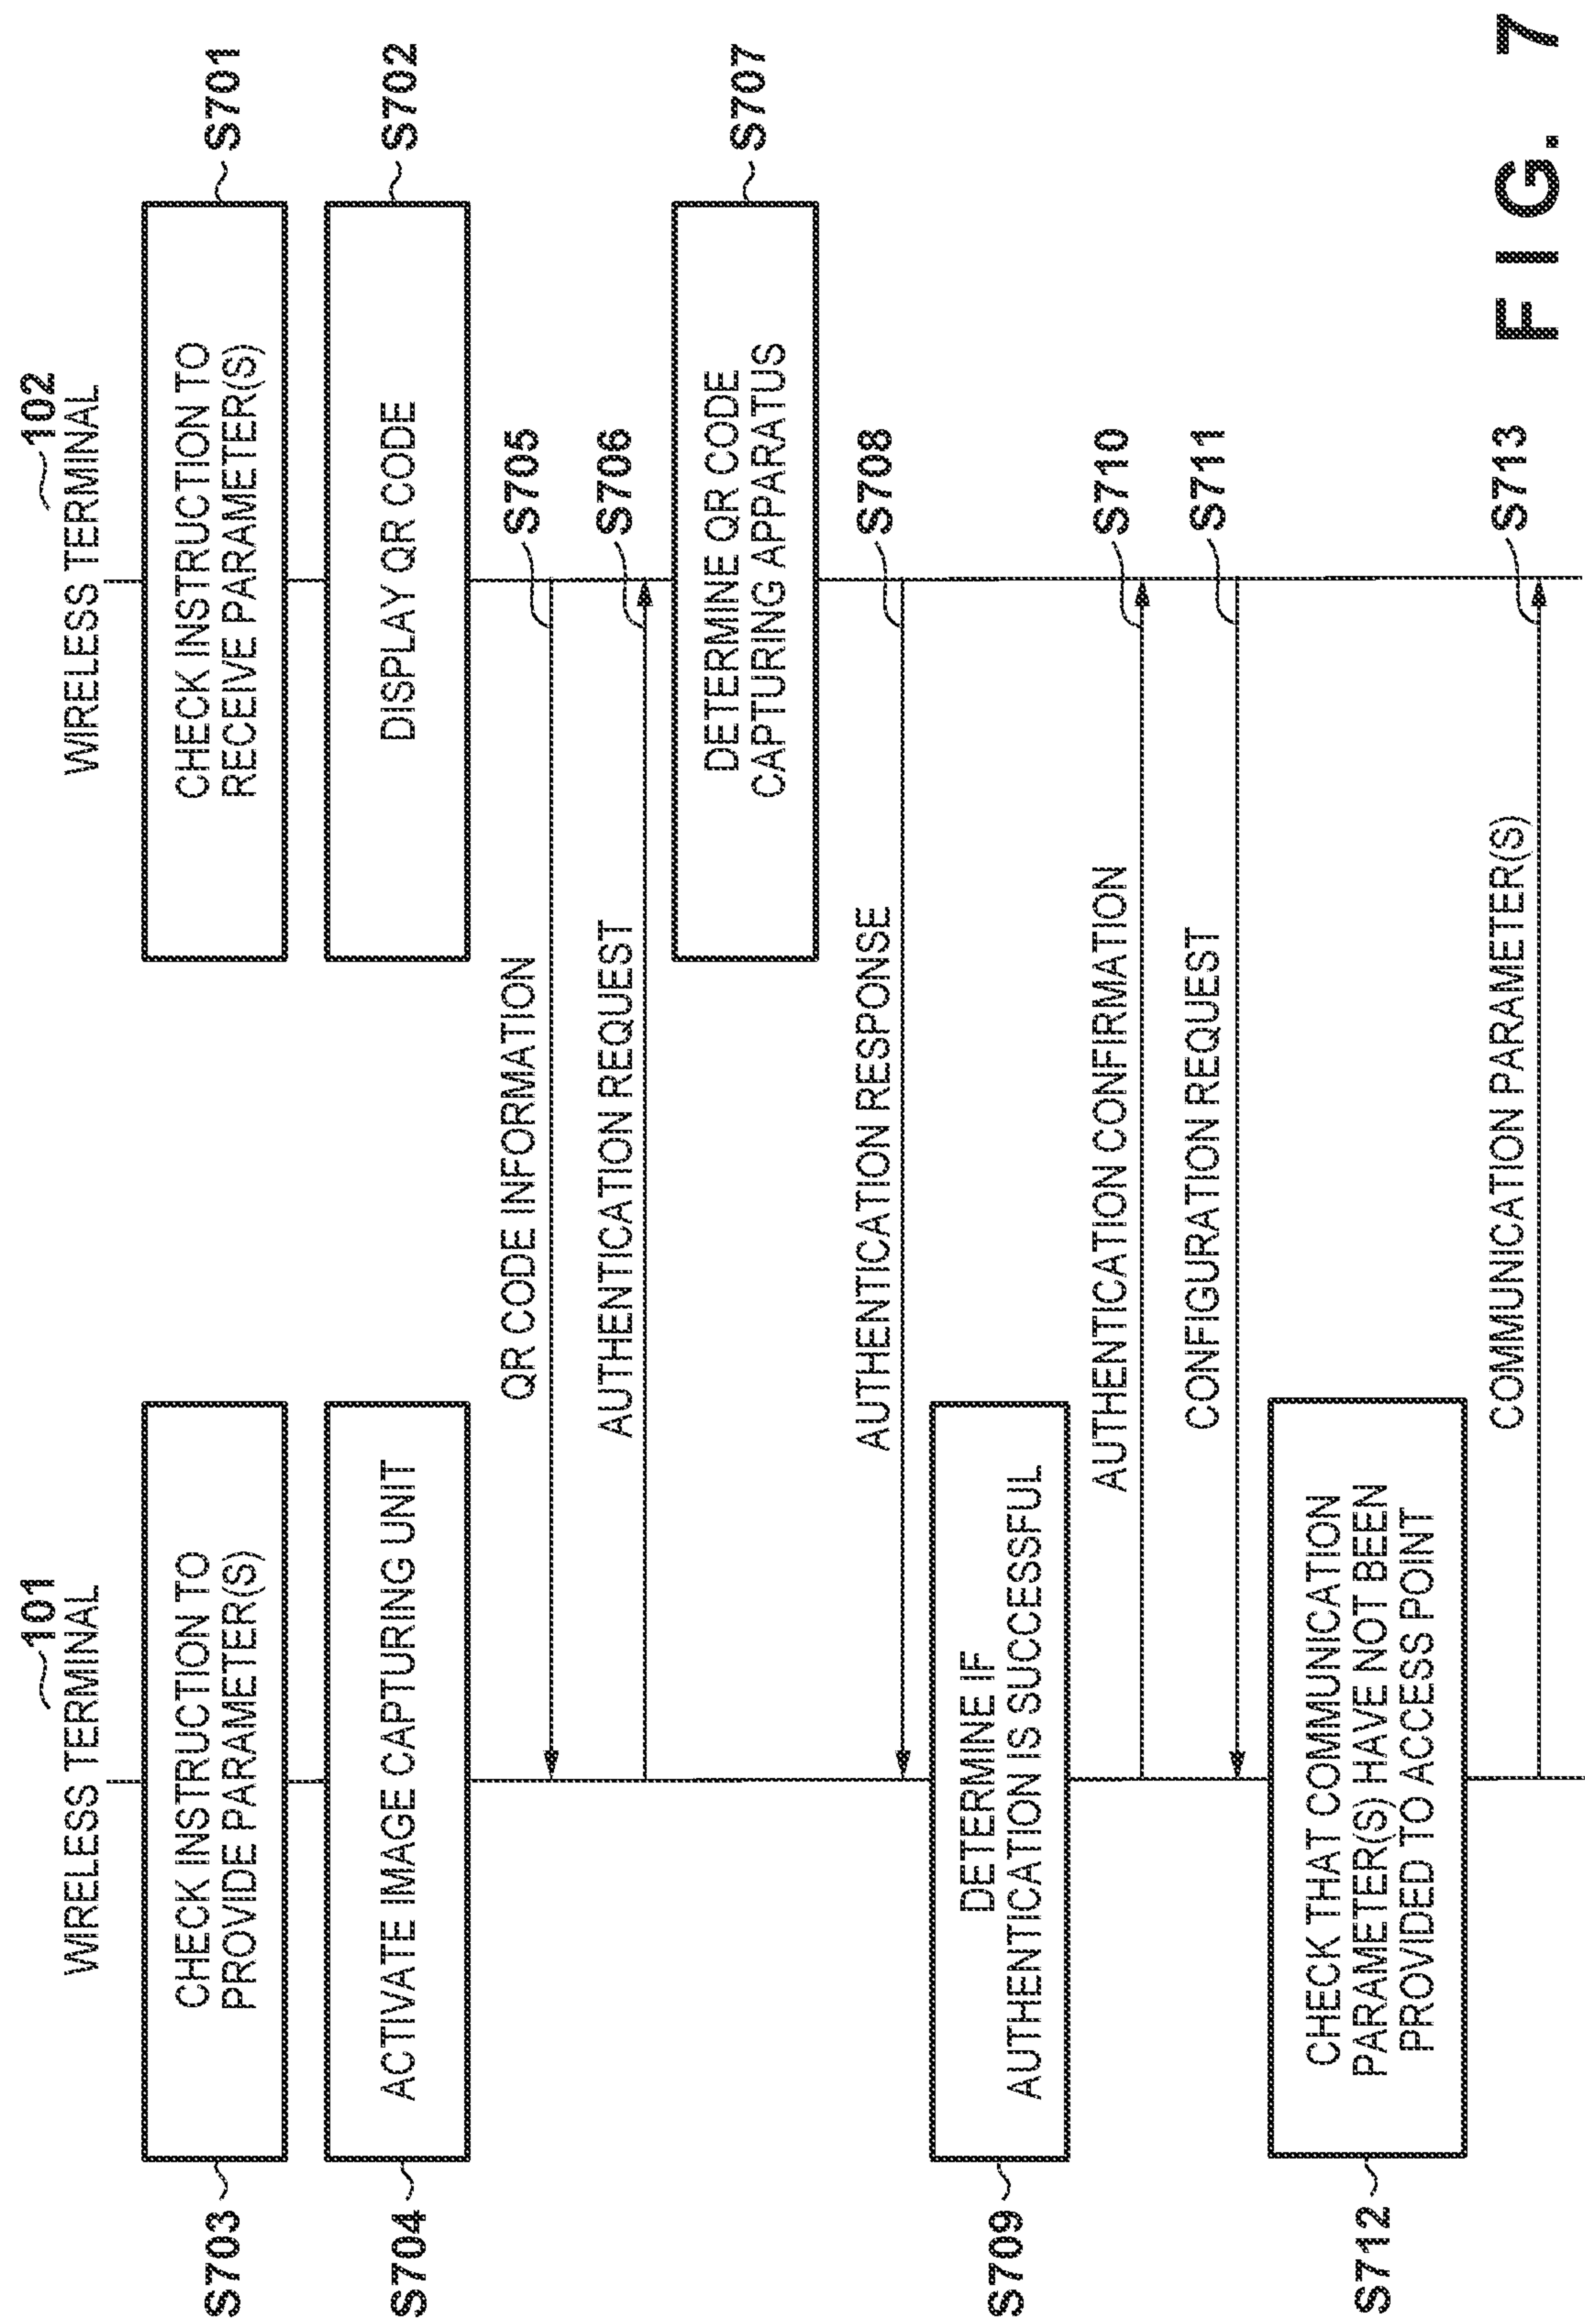 101
WIRELESS TERMINAL
102
WIRELESS TERMINAL
S703
CHECK INSTRUCTION TO
PROVIDE PARAMETER(S)
CHECK INSTRUCTION TO
RECEIVE PARAMETER(S)
S701
S704
ACTIVATE IMAGE CAPTURING UNIT
DISPLAY QR CODE
S702
QR CODE INFORMATION
S705
AUTHENTICATION REQUEST
S706
DETERMINE QR CODE
CAPTURING APPARATUS
S707
AUTHENTICATION RESPONSE
S708
S709
DETERMINE IF
AUTHENTICATION IS SUCCESSFUL
AUTHENTICATION CONFIRMATION
S710
CONFIGURATION REQUEST
S711
S712
CHECK THAT COMMUNICATION
PARAMETER(S) HAVE NOT BEEN
PROVIDED TO ACCESS POINT
COMMUNICATION PARAMETER(S)
S713
FIG. 7